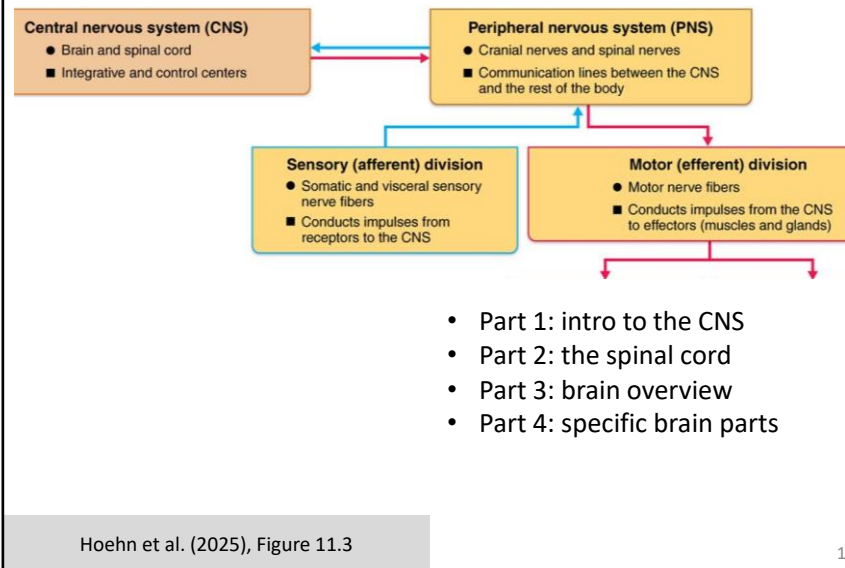 Central nervous system (CNS)
● Brain and spinal cord
■ Integrative and control centers
Peripheral nervous system (PNS)
● Cranial nerves and spinal nerves
■ Communication lines between the CNS
and the rest of the body
Sensory (afferent) division
● Somatic and visceral sensory
nerve fibers
■ Conducts impulses from
receptors to the CNS
Motor (efferent) division
● Motor nerve fibers
■ Conducts impulses from the CNS
to effectors (muscles and glands)
• Part 1: intro to the CNS
• Part 2: the spinal cord
• Part 3: brain overview
• Part 4: specific brain parts
Hoehn et al. (2025), Figure 11.3
1